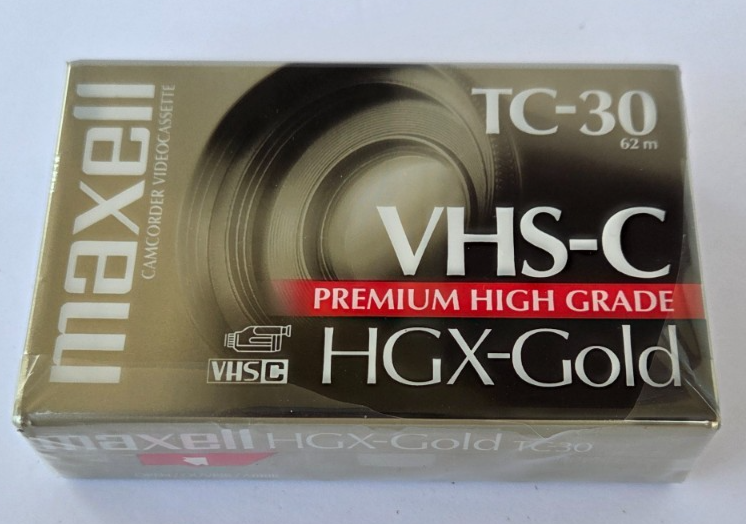 maxell
CAMCORDER VIDEOCASSETTE
TC-30
62 m
VHS-C
PREMIUM HIGH GRADE
HGX-Gold
VHS C
maxell HGX-Gold TC-30